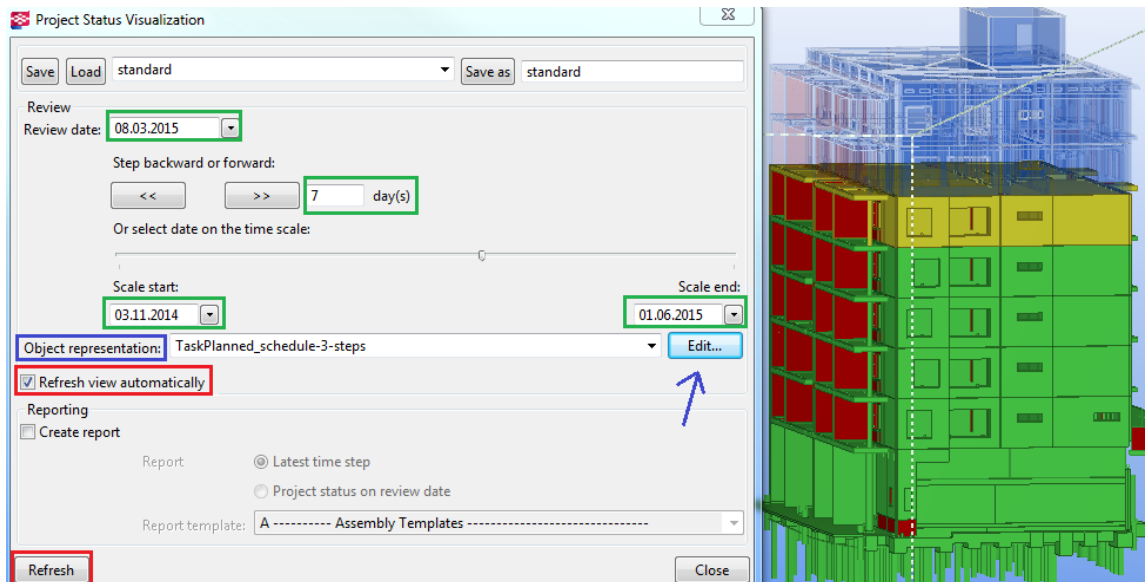 Project Status Visualization
Save Load standard Save as standard
Review
Review date: 08.03.2015
Step backward or forward:
<< >> 7 day(s)
Or select date on the time scale:
Scale start: Scale end:
03.11.2014 01.06.2015
Object representation: TaskPlanned_schedule-3-steps Edit...
Refresh view automatically
Reporting
Create report
Report Latest time step
Project status on review date
Report template: A ---------- Assembly Templates -------------------------------
Refresh Close